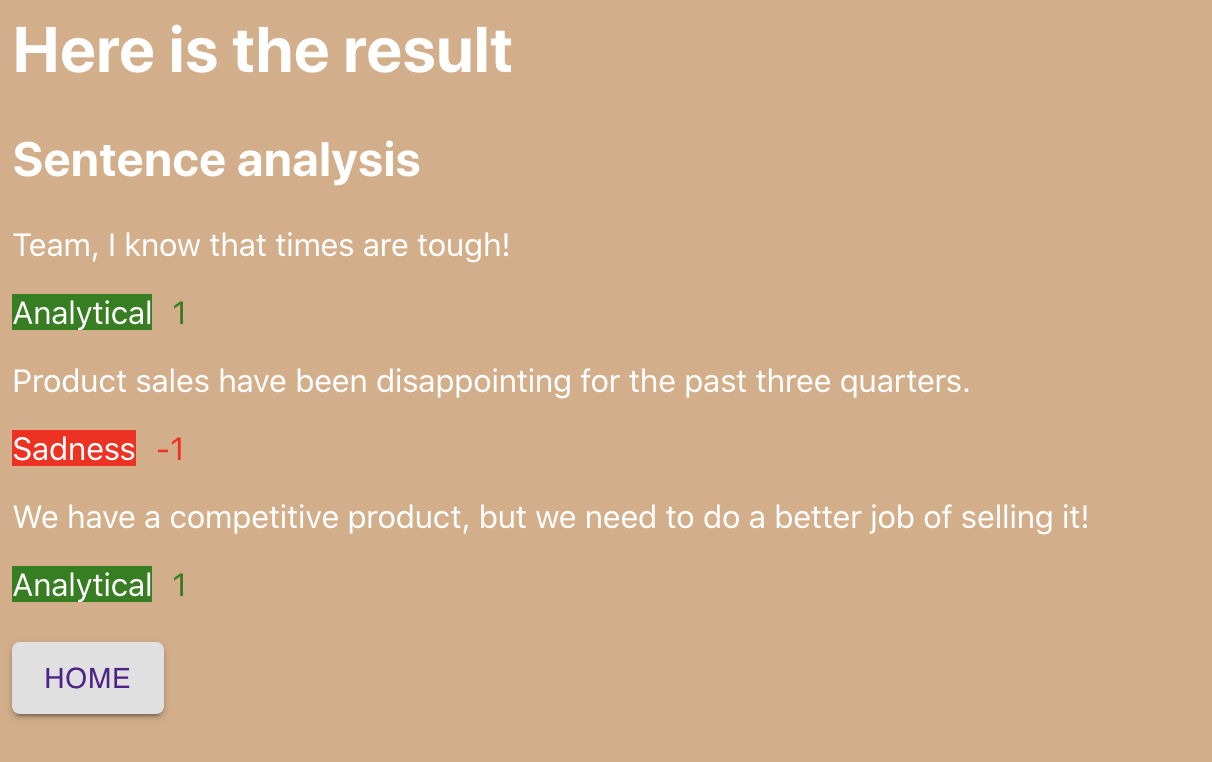 Here is the result
Sentence analysis
Team, I know that times are tough!
Analytical 1
Product sales have been disappointing for the past three quarters.
Sadness -1
We have a competitive product, but we need to do a better job of selling it!
Analytical 1
HOME